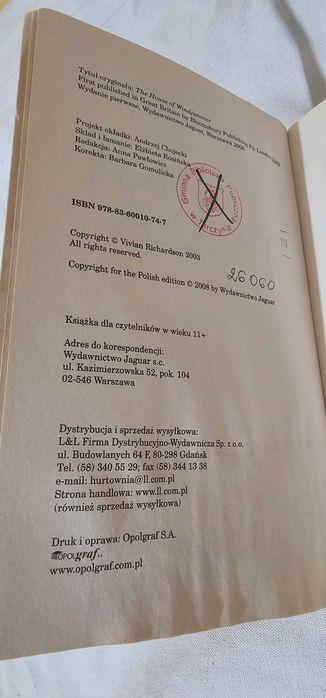 Tytuł oryginału: The House of Windjammer
First published in Great Britain by Bloomsbury Publishing Plc London 2003
Wydanie pierwsze, Wydawnictwo Jaguar, Warszawa 2008
Projekt okładki: Andrzej Chojecki
Skład i łamanie: Elżbieta Rosińska
Redakcja: Anna Pawłowicz
Korekta: Barbara Gomulicka
Gminna Biblioteka Publiczna
w Tarczynie
ISBN 978-83-60010-74-7
Copyright © Vivian Richardson 2003
All rights reserved.
26060
Copyright for the Polish edition © 2008 by Wydawnictwo Jaguar
Książka dla czytelników w wieku 11+
Adres do korespondencji:
Wydawnictwo Jaguar s.c.
ul. Kazimierzowska 52, pok. 104
02-546 Warszawa
Dystrybucja i sprzedaż wysyłkowa:
L&L Firma Dystrybucyjno-Wydawnicza Sp. z o.o.
ul. Budowlanych 64 F, 80-298 Gdańsk
Tel. (58) 340 55 29; fax (58) 344 13 38
e-mail: hurtownia@ll.com.pl
Strona handlowa: www.ll.com.pl
(również sprzedaż wysyłkowa)
Druk i oprawa: Opolgraf S.A.
OPOLgraf S.A.
www.opolgraf.com.pl